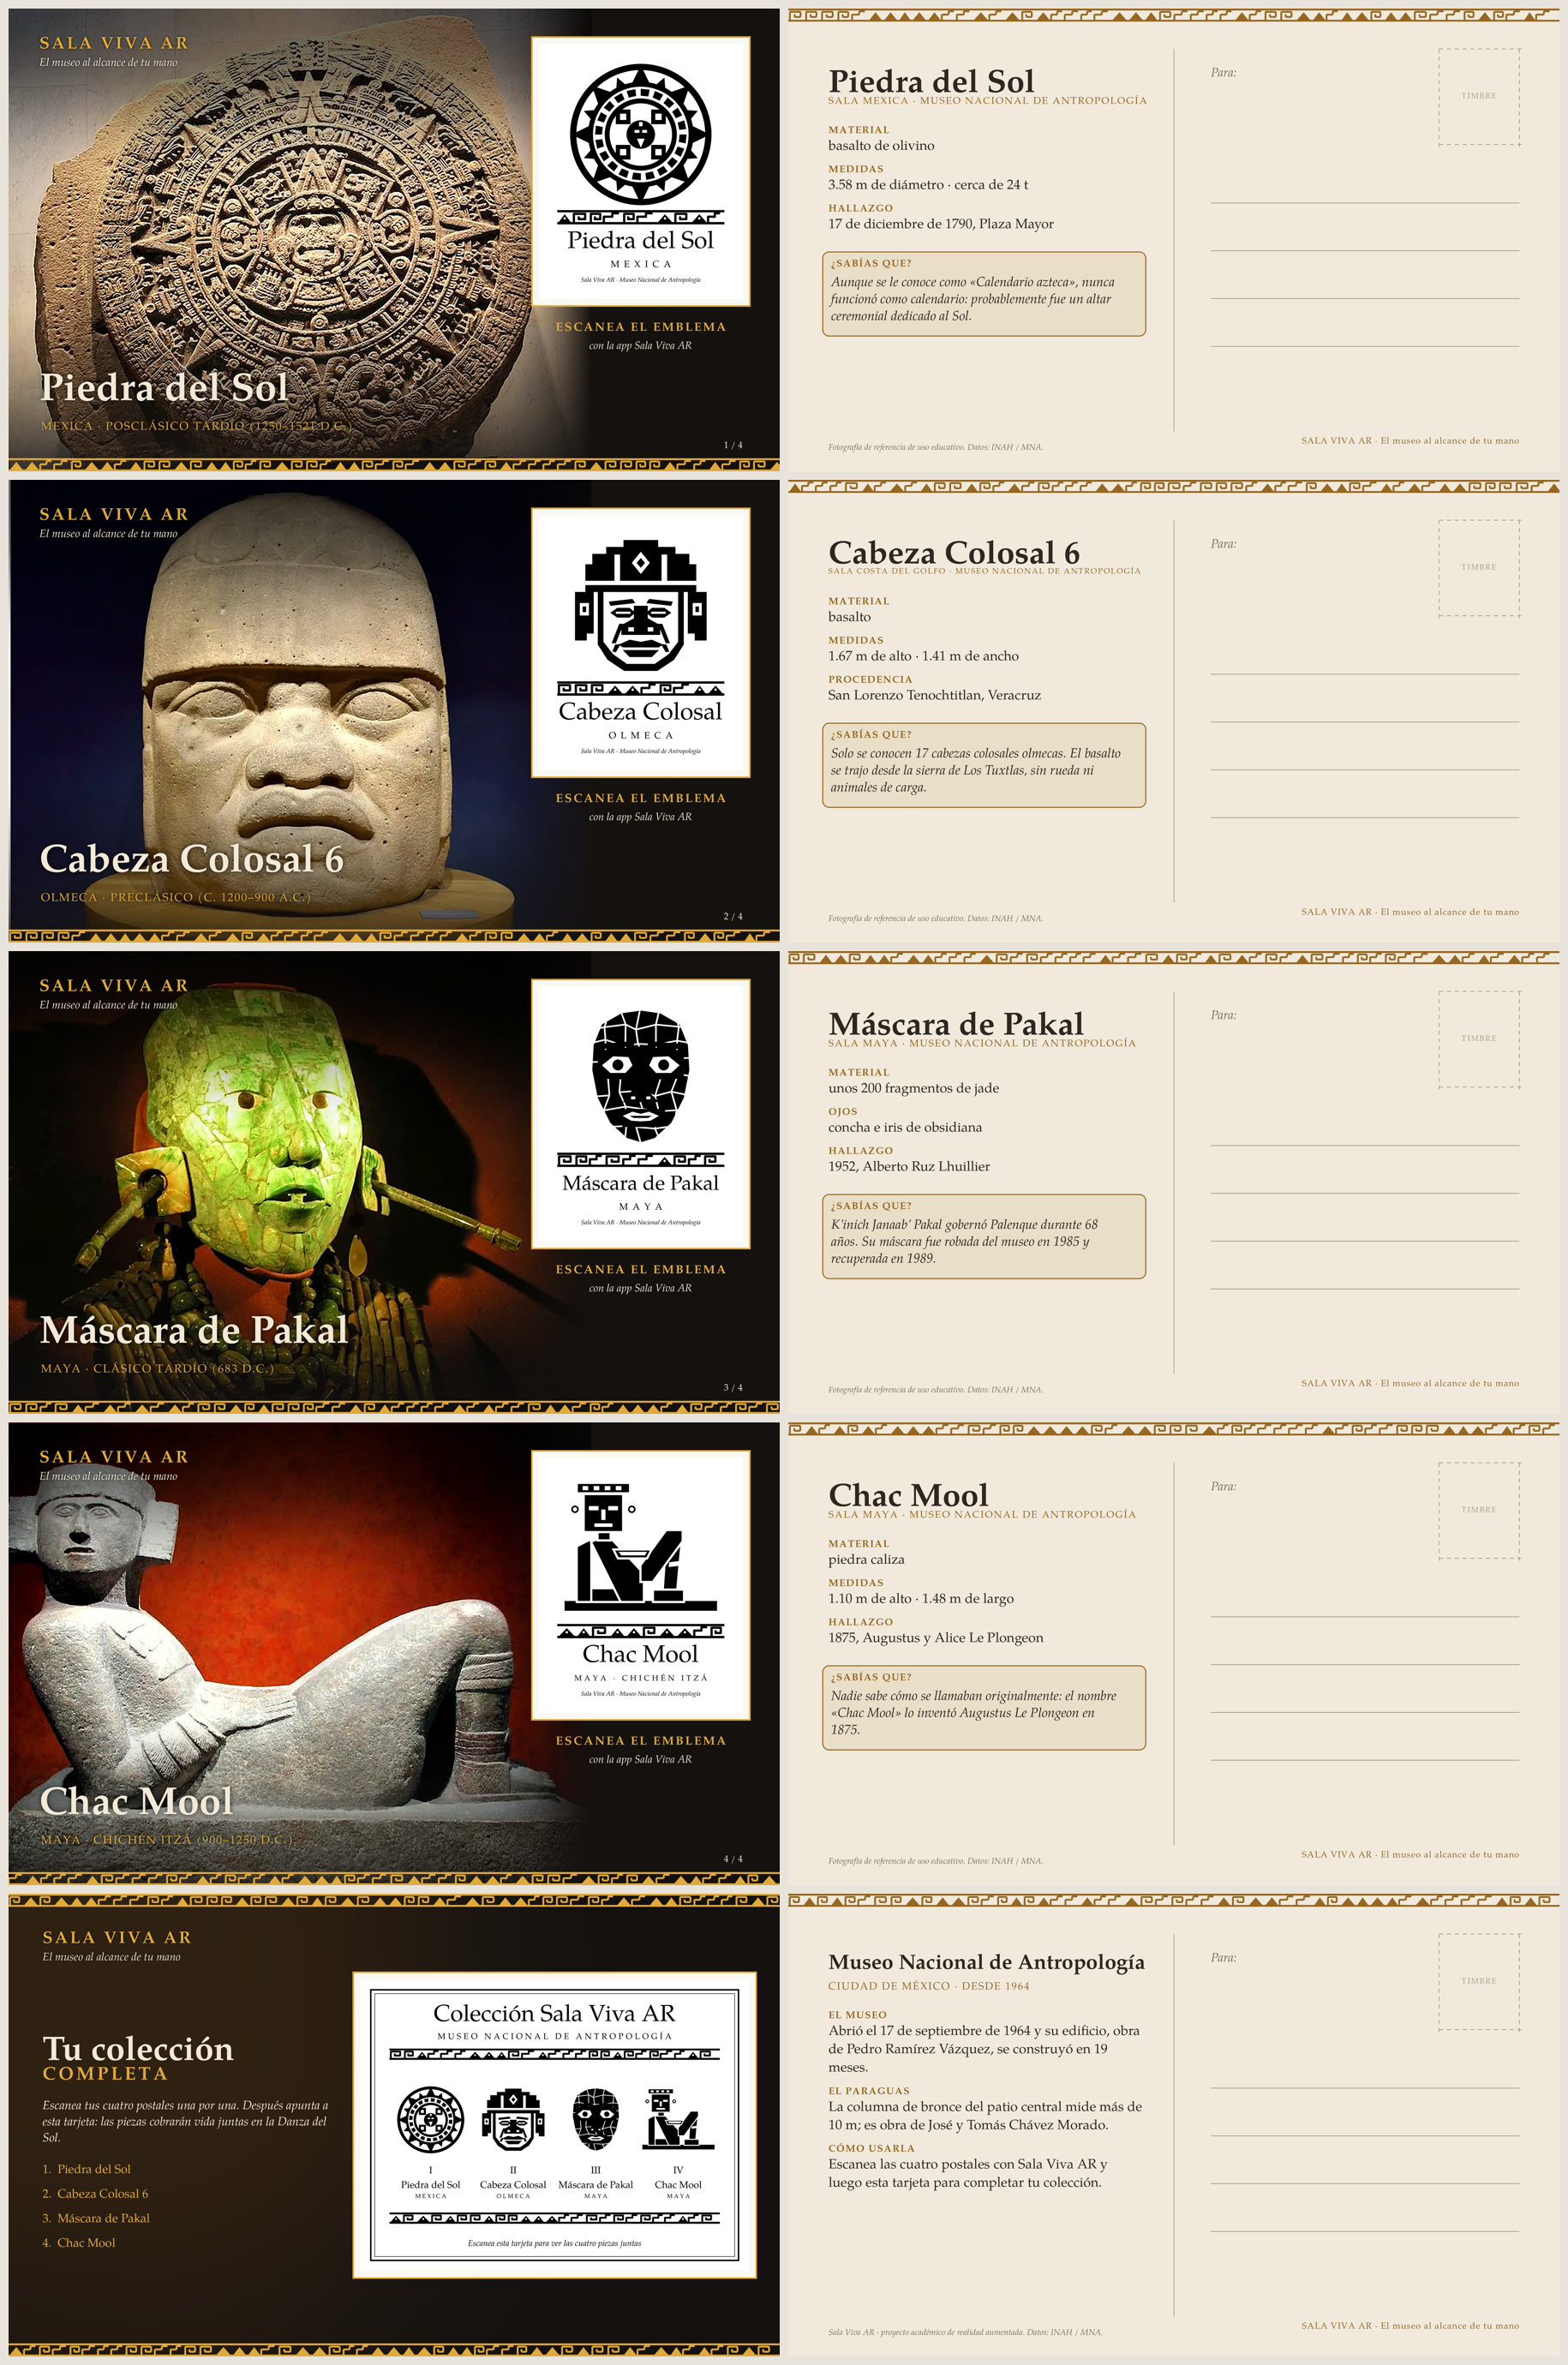 SALA VIVA AR
El museo al alcance de tu mano
Piedra del Sol
MEXICA
Sala Viva AR · Museo Nacional de Antropología
ESCANEA EL EMBLEMA
con la app Sala Viva AR
Piedra del Sol
MEXICA · POSCLÁSICO TARDÍO (1250–1521 D.C.)
1 / 4
Piedra del Sol
SALA MEXICA · MUSEO NACIONAL DE ANTROPOLOGÍA
MATERIAL
basalto de olivino
MEDIDAS
3.58 m de diámetro · cerca de 24 t
HALLAZGO
17 de diciembre de 1790, Plaza Mayor
¿SABÍAS QUE?
Aunque se le conoce como «Calendario azteca», nunca
funcionó como calendario: probablemente fue un altar
ceremonial dedicado al Sol.
Fotografía de referencia de uso educativo. Datos: INAH / MNA.
Para:
TIMBRE
SALA VIVA AR · El museo al alcance de tu mano
SALA VIVA AR
El museo al alcance de tu mano
Cabeza Colosal
OLMECA
Sala Viva AR · Museo Nacional de Antropología
ESCANEA EL EMBLEMA
con la app Sala Viva AR
Cabeza Colosal 6
OLMECA · PRECLÁSICO (C. 1200–900 A.C.)
2 / 4
Cabeza Colosal 6
SALA COSTA DEL GOLFO · MUSEO NACIONAL DE ANTROPOLOGÍA
MATERIAL
basalto
MEDIDAS
1.67 m de alto · 1.41 m de ancho
PROCEDENCIA
San Lorenzo Tenochtitlan, Veracruz
¿SABÍAS QUE?
Solo se conocen 17 cabezas colosales olmecas. El basalto
se trajo desde la sierra de Los Tuxtlas, sin rueda ni
animales de carga.
Fotografía de referencia de uso educativo. Datos: INAH / MNA.
Para:
TIMBRE
SALA VIVA AR · El museo al alcance de tu mano
SALA VIVA AR
El museo al alcance de tu mano
Máscara de Pakal
MAYA
Sala Viva AR · Museo Nacional de Antropología
ESCANEA EL EMBLEMA
con la app Sala Viva AR
Máscara de Pakal
MAYA · CLÁSICO TARDÍO (683 D.C.)
3 / 4
Máscara de Pakal
SALA MAYA · MUSEO NACIONAL DE ANTROPOLOGÍA
MATERIAL
unos 200 fragmentos de jade
OJOS
concha e iris de obsidiana
HALLAZGO
1952, Alberto Ruz Lhuillier
¿SABÍAS QUE?
K'inich Janaab' Pakal gobernó Palenque durante 68
años. Su máscara fue robada del museo en 1985 y
recuperada en 1989.
Fotografía de referencia de uso educativo. Datos: INAH / MNA.
Para:
TIMBRE
SALA VIVA AR · El museo al alcance de tu mano
SALA VIVA AR
El museo al alcance de tu mano
Chac Mool
MAYA · CHICHÉN ITZÁ
Sala Viva AR · Museo Nacional de Antropología
ESCANEA EL EMBLEMA
con la app Sala Viva AR
Chac Mool
MAYA · CHICHÉN ITZÁ (900–1250 D.C.)
4 / 4
Chac Mool
SALA MAYA · MUSEO NACIONAL DE ANTROPOLOGÍA
MATERIAL
piedra caliza
MEDIDAS
1.10 m de alto · 1.48 m de largo
HALLAZGO
1875, Augustus y Alice Le Plongeon
¿SABÍAS QUE?
Nadie sabe cómo se llamaban originalmente: el nombre
«Chac Mool» lo inventó Augustus Le Plongeon en
1875.
Fotografía de referencia de uso educativo. Datos: INAH / MNA.
Para:
TIMBRE
SALA VIVA AR · El museo al alcance de tu mano
SALA VIVA AR
El museo al alcance de tu mano
Tu colección
COMPLETA
Escanea tus cuatro postales una por una. Después apunta a
esta tarjeta: las piezas cobrarán vida juntas en la Danza del
Sol.
1. Piedra del Sol
2. Cabeza Colosal 6
3. Máscara de Pakal
4. Chac Mool
Colección Sala Viva AR
MUSEO NACIONAL DE ANTROPOLOGÍA
I II III IV
Piedra del Sol Cabeza Colosal Máscara de Pakal Chac Mool
MEXICA OLMECA MAYA MAYA
Escanea esta tarjeta para ver las cuatro piezas juntas
Museo Nacional de Antropología
CIUDAD DE MÉXICO · DESDE 1964
EL MUSEO
Abrió el 17 de septiembre de 1964 y su edificio, obra
de Pedro Ramírez Vázquez, se construyó en 19
meses.
EL PARAGUAS
La columna de bronce del patio central mide más de
10 m; es obra de José y Tomás Chávez Morado.
CÓMO USARLA
Escanea las cuatro postales con Sala Viva AR y
luego esta tarjeta para completar tu colección.
Sala Viva AR · proyecto académico de realidad aumentada. Datos: INAH / MNA.
Para:
TIMBRE
SALA VIVA AR · El museo al alcance de tu mano